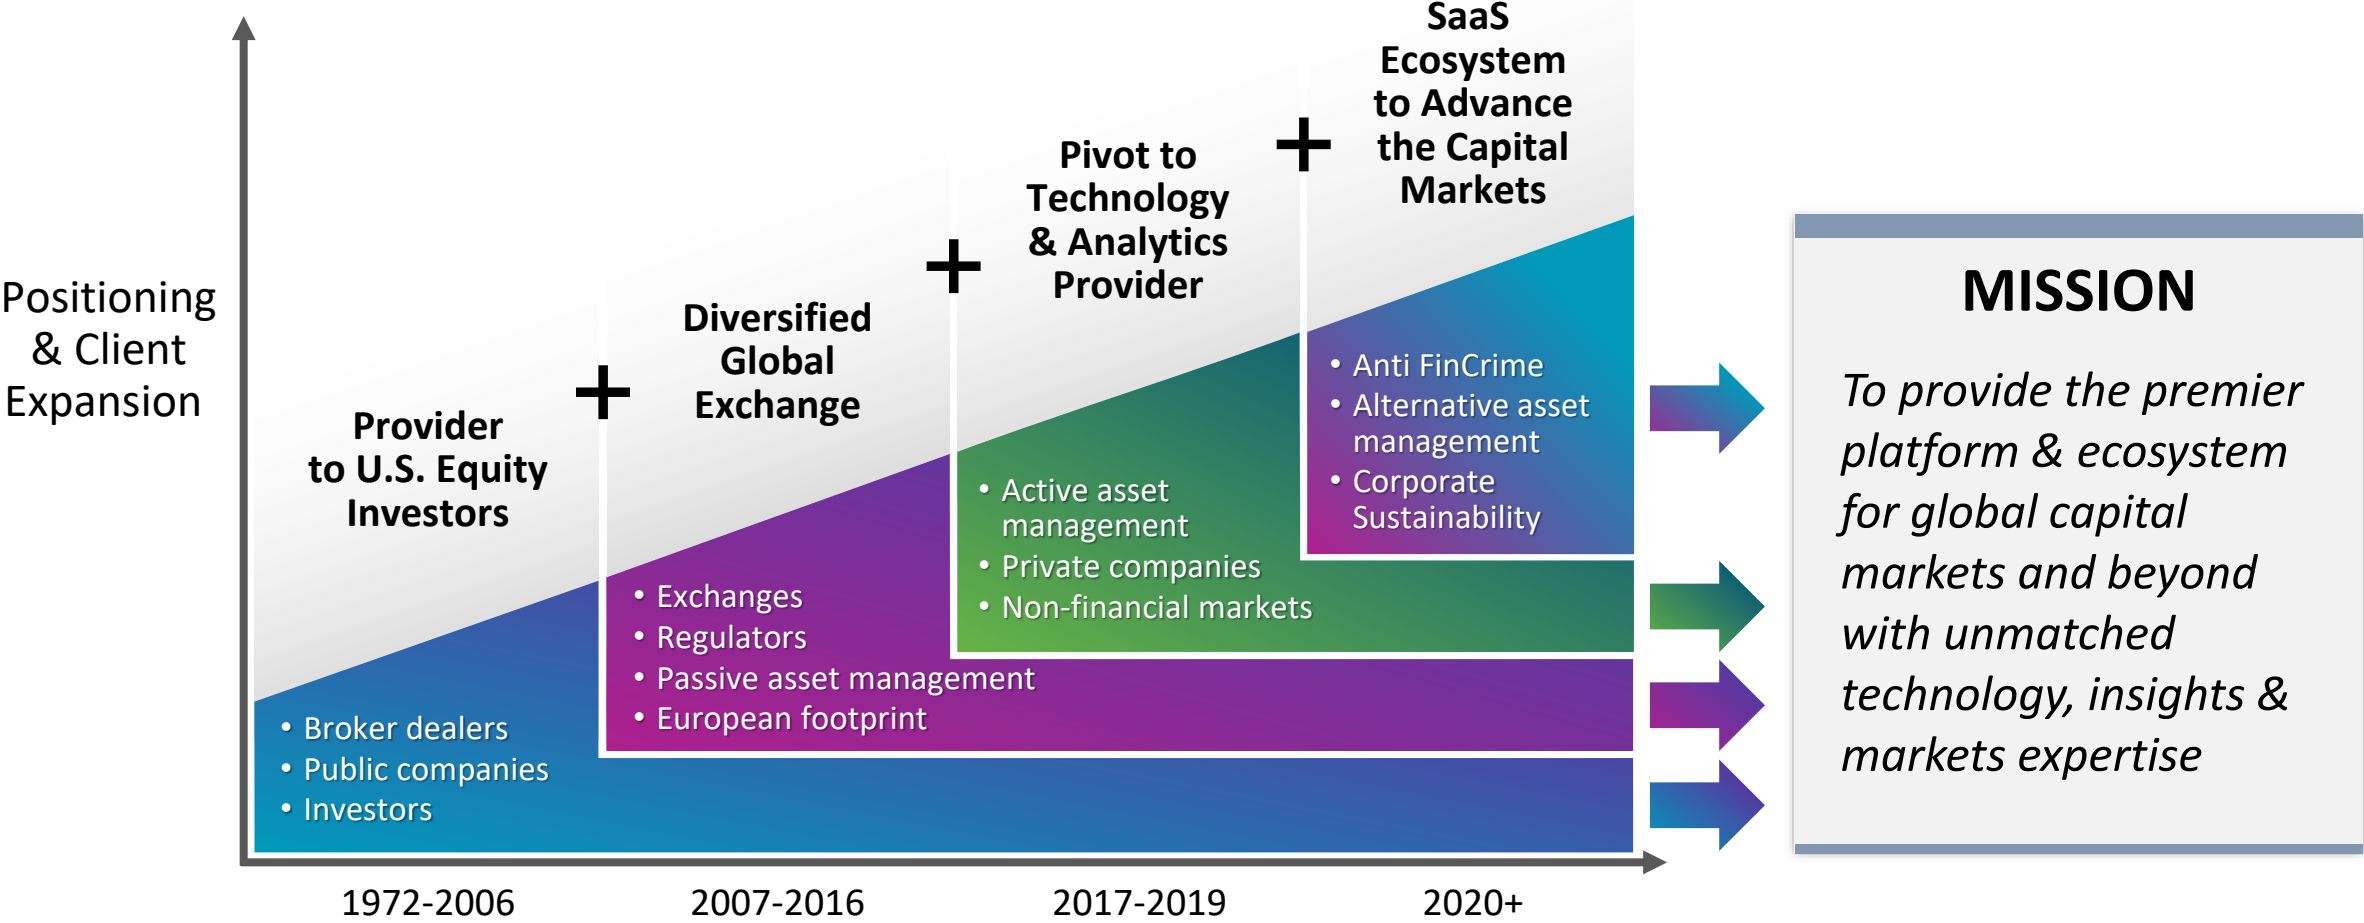 Positioning
& Client
Expansion
Provider
to U.S. Equity
Investors
+
Diversified
Global
Exchange
+
Pivot to
Technology
& Analytics
Provider
+
SaaS
Ecosystem
to Advance
the Capital
Markets
• Broker dealers
• Public companies
• Investors
• Exchanges
• Regulators
• Passive asset management
• European footprint
• Active asset
management
• Private companies
• Non-financial markets
• Anti FinCrime
• Alternative asset
management
• Corporate
Sustainability
1972-2006
2007-2016
2017-2019
2020+
MISSION
To provide the premier
platform & ecosystem
for global capital
markets and beyond
with unmatched
technology, insights &
markets expertise